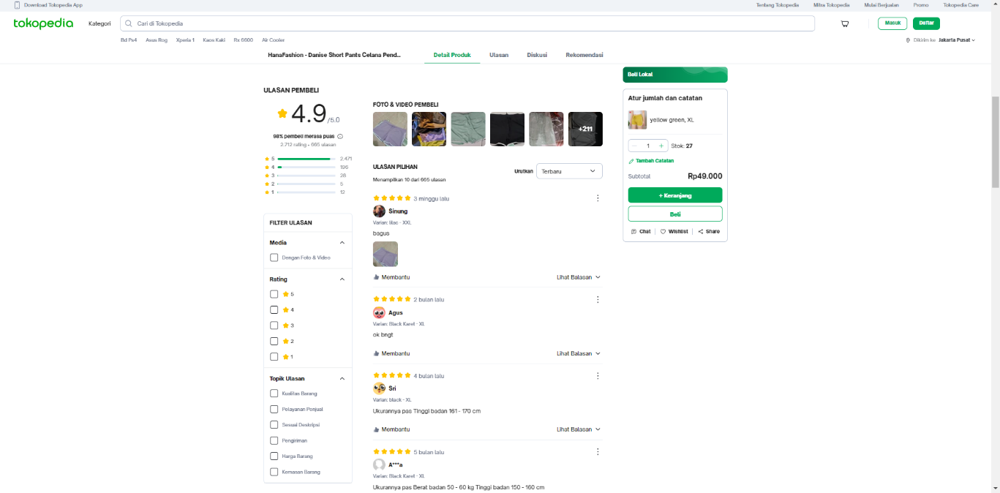 Download Tokopedia App
Tentang Tokopedia
Mitra Tokopedia
Mulai Berjualan
Promo
Tokopedia Care
tokopedia
Kategori
Cari di Tokopedia
Masuk
Daftar
Bd Ps4
Asus Rog
Xperia 1
Kaos Kaki
Rx 6600
Air Cooler
Dikirim ke Jakarta Pusat
HanaFashion - Danise Short Pants Celana Pend...
Detail Produk
Ulasan
Diskusi
Rekomendasi
ULASAN PEMBELI
4.9 /5.0
98% pembeli merasa puas
2.712 rating • 665 ulasan
5 2.471
4 196
3 28
2 5
1 12
FILTER ULASAN
Media
Dengan Foto & Video
Rating
5
4
3
2
1
Topik Ulasan
Kualitas Barang
Pelayanan Penjual
Sesuai Deskripsi
Pengiriman
Harga Barang
Kemasan Barang
FOTO & VIDEO PEMBELI
+211
ULASAN PILIHAN
Menampilkan 10 dari 665 ulasan
Urutkan
Terbaru
3 minggu lalu
Sinung
Varian: lilac - XXL
bagus
Membantu
Lihat Balasan
2 bulan lalu
Agus
Varian: Black Karel - XL
ok bngt
Membantu
Lihat Balasan
4 bulan lalu
Sri
Varian: black - XL
Ukurannya pas Tinggi badan 161 - 170 cm
Membantu
Lihat Balasan
5 bulan lalu
A***a
Varian: Black Karel - XL
Ukurannya pas Berat badan 50 - 60 kg Tinggi badan 150 - 160 cm
Beli Lokal
Atur jumlah dan catatan
yellow green, XL
1
Stok: 27
Tambah Catatan
Subtotal
Rp49.000
+ Keranjang
Beli
Chat
Wishlist
Share